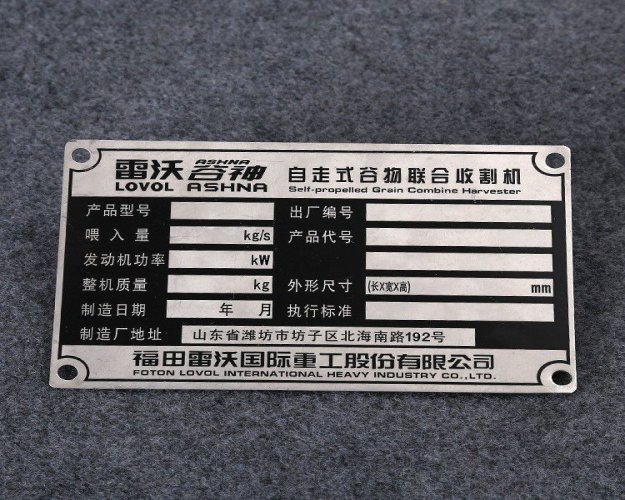 雷沃 谷神 ASHNA 自走式谷物联合收割机
LOVOL ASHNA Self-propelled Grain Combine Harvester
产品型号 出厂编号
喂入量 kg/s 产品代号
发动机功率 kW
整机质量 kg 外形尺寸 (长X宽X高) mm
制造日期 年 月 执行标准
制造厂地址 山东省潍坊市坊子区北海南路192号
福田雷沃国际重工股份有限公司
FOTON LOVOL INTERNATIONAL HEAVY INDUSTRY CO.,LTD.